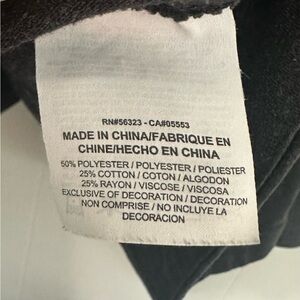 RN#56323 - CA#05553
MADE IN CHINA/FABRIQUE EN
CHINE/HECHO EN CHINA
50% POLYESTER / POLYESTER / POLIESTER
25% COTTON / COTON / ALGODON
25% RAYON / VISCOSE / VISCOSA
EXCLUSIVE OF DECORATION / DECORATION
NON COMPRISE / NO INCLUYE LA
DECORACION